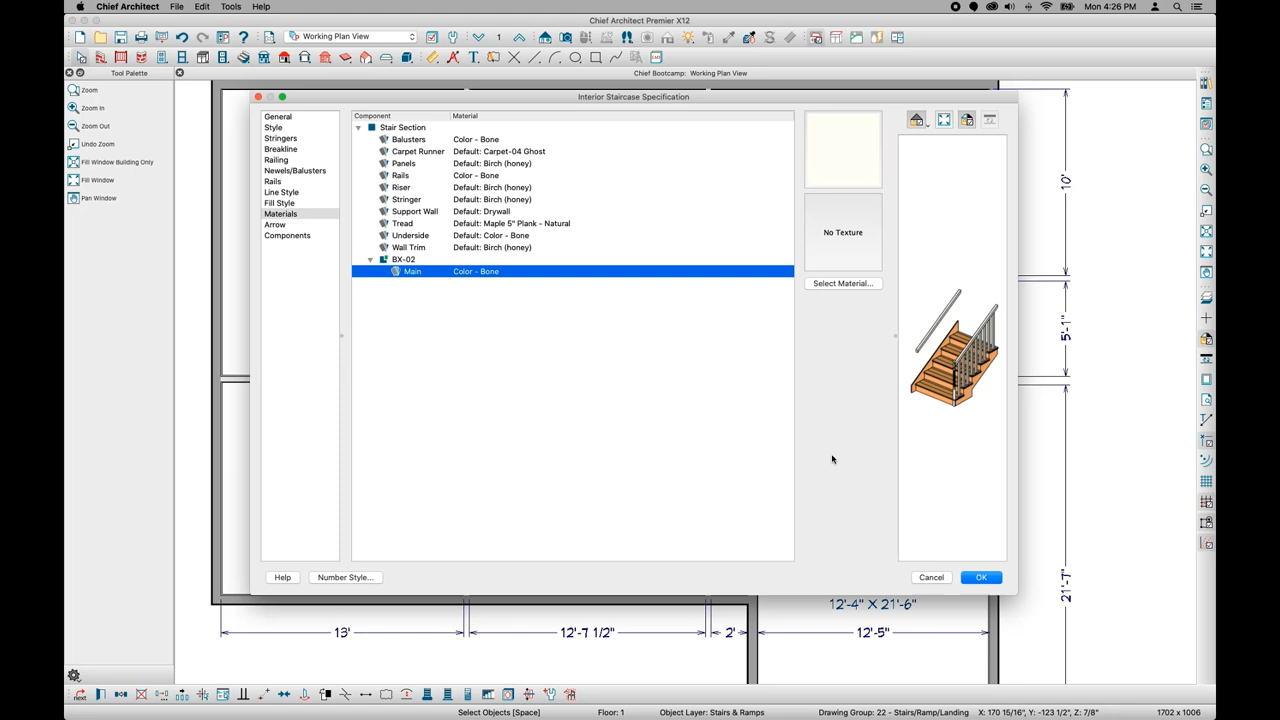 Chief Architect File Edit Tools Help Mon 4:26 PM
Chief Architect Premier X12
Working Plan View 1
Tool Palette
Chief Bootcamp: Working Plan View
Zoom
Zoom In
Zoom Out
Undo Zoom
Fill Window Building Only
Fill Window
Pan Window
Interior Staircase Specification
General
Style
Stringers
Breakline
Railing
Newels/Balusters
Rails
Line Style
Fill Style
Materials
Arrow
Components
Component Material
Stair Section
Balusters Color - Bone
Carpet Runner Default: Carpet-04 Ghost
Panels Default: Birch (honey)
Rails Color - Bone
Riser Default: Birch (honey)
Stringer Default: Birch (honey)
Support Wall Default: Drywall
Tread Default: Maple 5" Plank - Natural
Underside Default: Color - Bone
Wall Trim Default: Birch (honey)
BX-02
Main Color - Bone
No Texture
Select Material...
Help Number Style... Cancel OK
10'
5'-1"
21'-7"
12'-4" X 21'-6"
13' 12'-7 1/2" 2' 12'-5"
next
Select Objects [Space] Floor: 1 Object Layer: Stairs & Ramps Drawing Group: 22 - Stairs/Ramp/Landing X: 170 15/16", Y: -123 1/2", Z: 7/8" 1702 x 1006